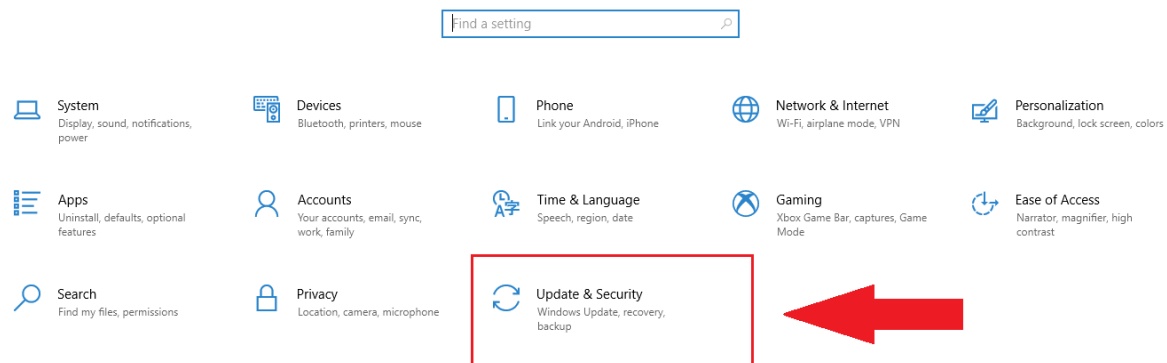 Find a setting
System
Display, sound, notifications,
power
Devices
Bluetooth, printers, mouse
Phone
Link your Android, iPhone
Network & Internet
Wi-Fi, airplane mode, VPN
Personalization
Background, lock screen, colors
Apps
Uninstall, defaults, optional
features
Accounts
Your accounts, email, sync,
work, family
A字
Time & Language
Speech, region, date
Gaming
Xbox Game Bar, captures, Game
Mode
Ease of Access
Narrator, magnifier, high
contrast
Search
Find my files, permissions
Privacy
Location, camera, microphone
Update & Security
Windows Update, recovery,
backup